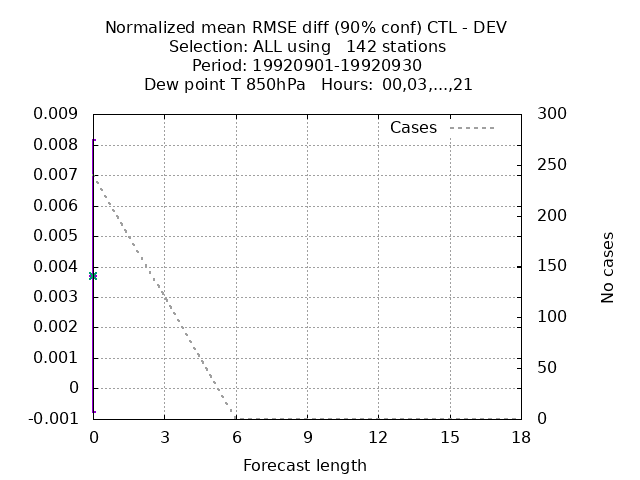 Normalized mean RMSE diff (90% conf) CTL - DEV
Selection: ALL using 142 stations
Period: 19920901-19920930
Dew point T 850hPa Hours: 00,03,...,21
Cases
0.009
0.008
0.007
0.006
0.005
0.004
0.003
0.002
0.001
0
-0.001
300
250
200
150
100
50
0
No cases
0 3 6 9 12 15 18
Forecast length